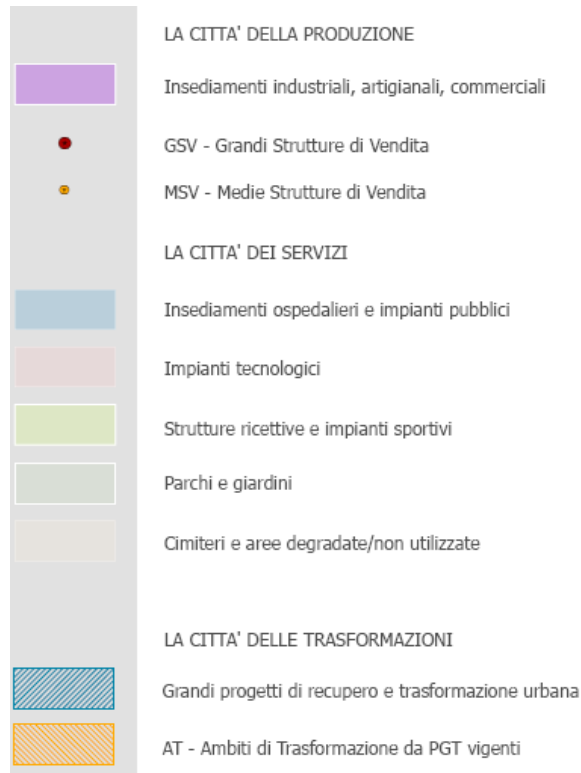 LA CITTA' DELLA PRODUZIONE
Insediamenti industriali, artigianali, commerciali
GSV - Grandi Strutture di Vendita
MSV - Medie Strutture di Vendita
LA CITTA' DEI SERVIZI
Insediamenti ospedalieri e impianti pubblici
Impianti tecnologici
Strutture ricettive e impianti sportivi
Parchi e giardini
Cimiteri e aree degradate/non utilizzate
LA CITTA' DELLE TRASFORMAZIONI
Grandi progetti di recupero e trasformazione urbana
AT - Ambiti di Trasformazione da PGT vigenti